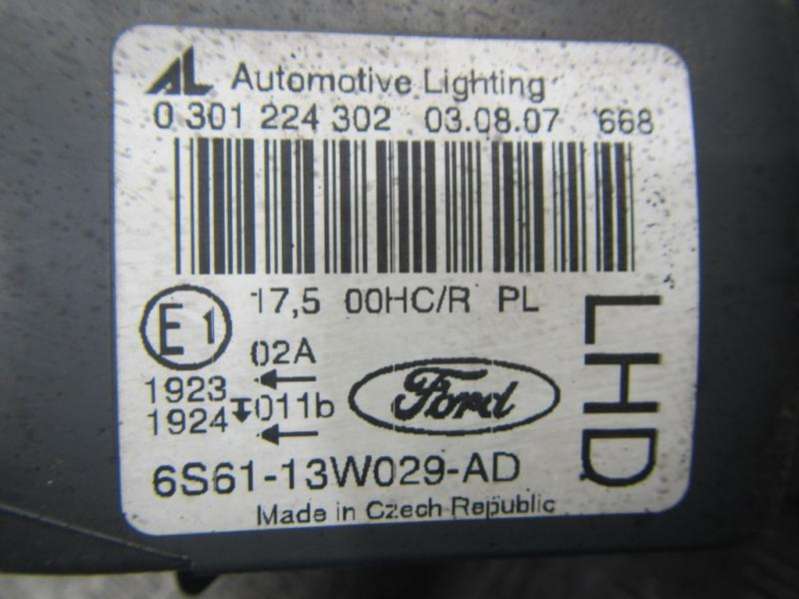 AL Automotive Lighting
0 301 224 302 03.08.07 668
17,5 00HC/R PL
E1
02A
1923
1924 011b
Ford
LHD
6S61-13W029-AD
Made in Czech Republic